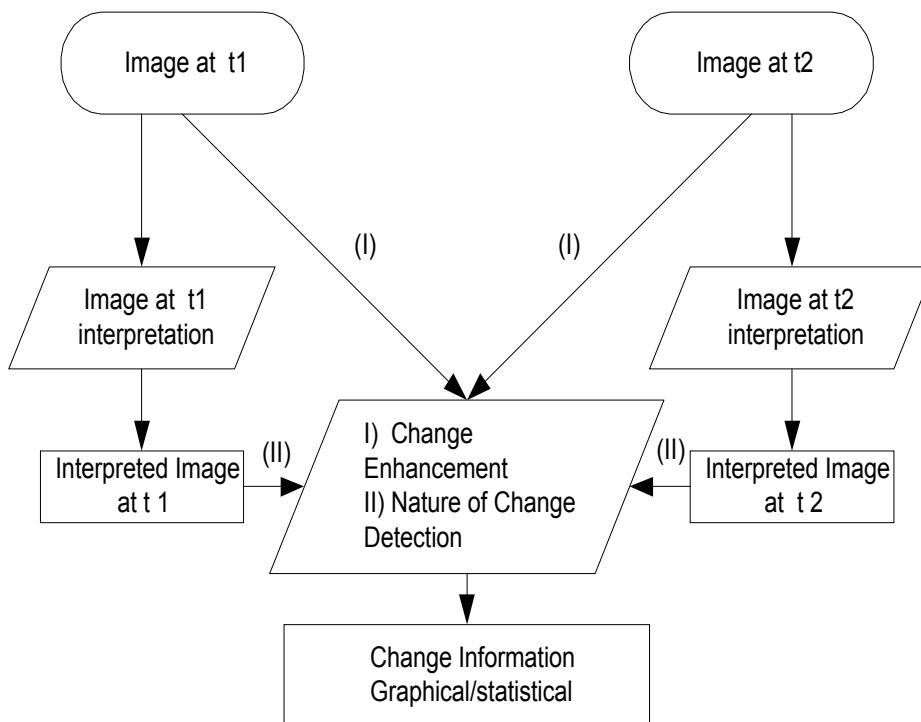 Image at t1
Image at t2
(I)
(I)
Image at t1
interpretation
Image at t2
interpretation
Interpreted Image
at t 1
(II)
I) Change
Enhancement
II) Nature of Change
Detection
(II)
Interpreted Image
at t 2
Change Information
Graphical/statistical